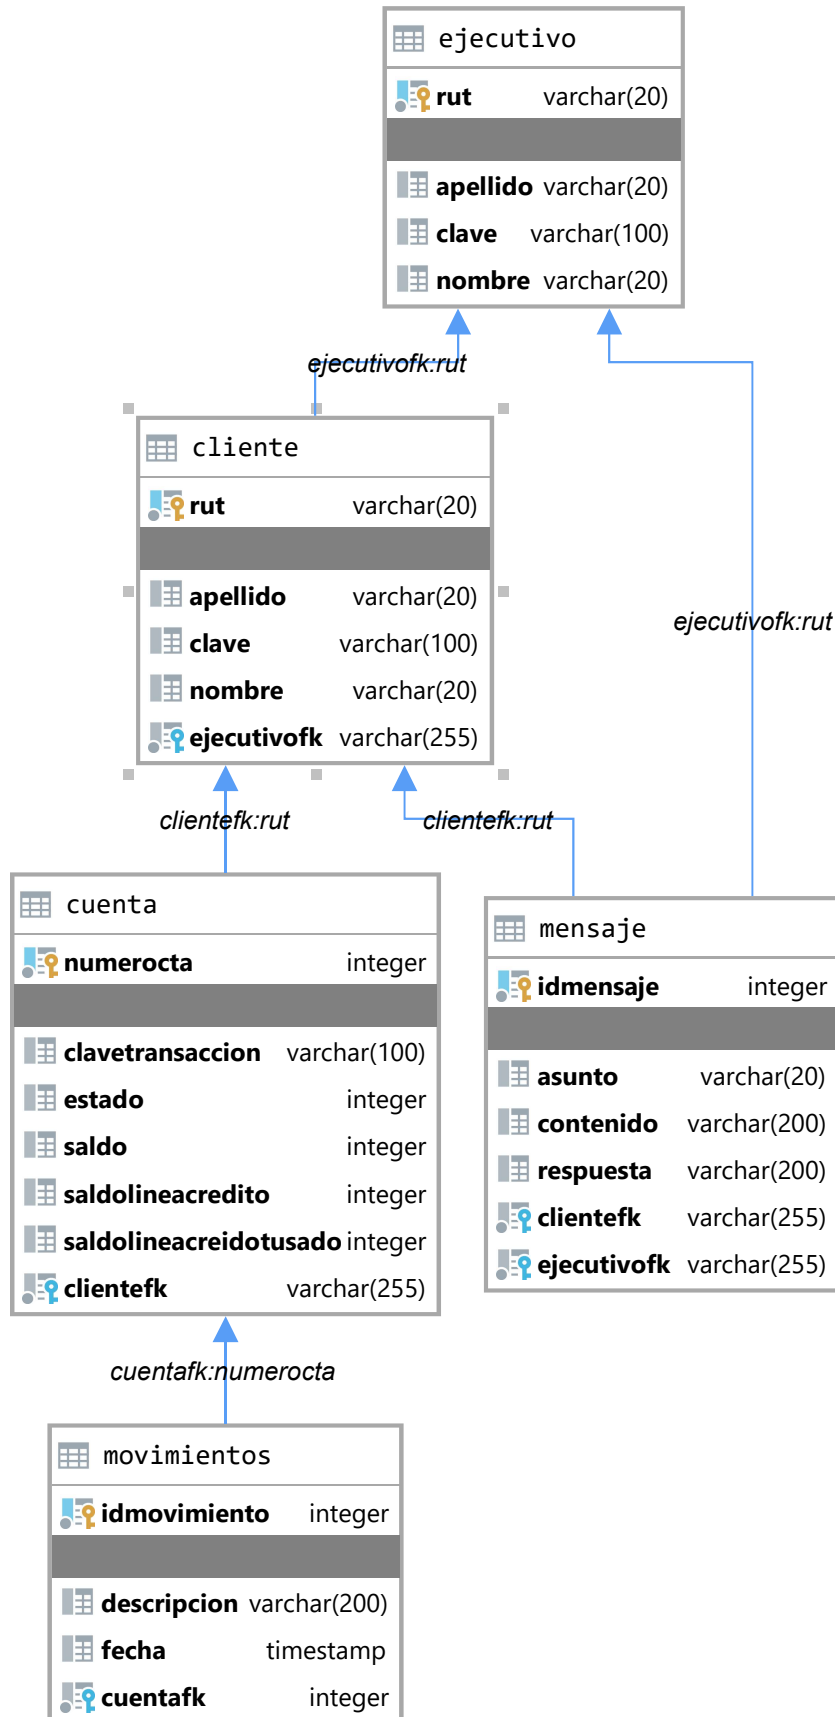 ejecutivo
rut varchar(20)
apellido varchar(20)
clave varchar(100)
nombre varchar(20)
ejecutivofk:rut
cliente
rut varchar(20)
apellido varchar(20)
clave varchar(100)
nombre varchar(20)
ejecutivofk varchar(255)
ejecutivofk:rut
clientefk:rut
clientefk:rut
cuenta
numerocta integer
clavetransaccion varchar(100)
estado integer
saldo integer
saldolineacredito integer
saldolineacreidotusado integer
clientefk varchar(255)
mensaje
idmensaje integer
asunto varchar(20)
contenido varchar(200)
respuesta varchar(200)
clientefk varchar(255)
ejecutivofk varchar(255)
cuentafk:numerocta
movimientos
idmovimiento integer
descripcion varchar(200)
fecha timestamp
cuentafk integer